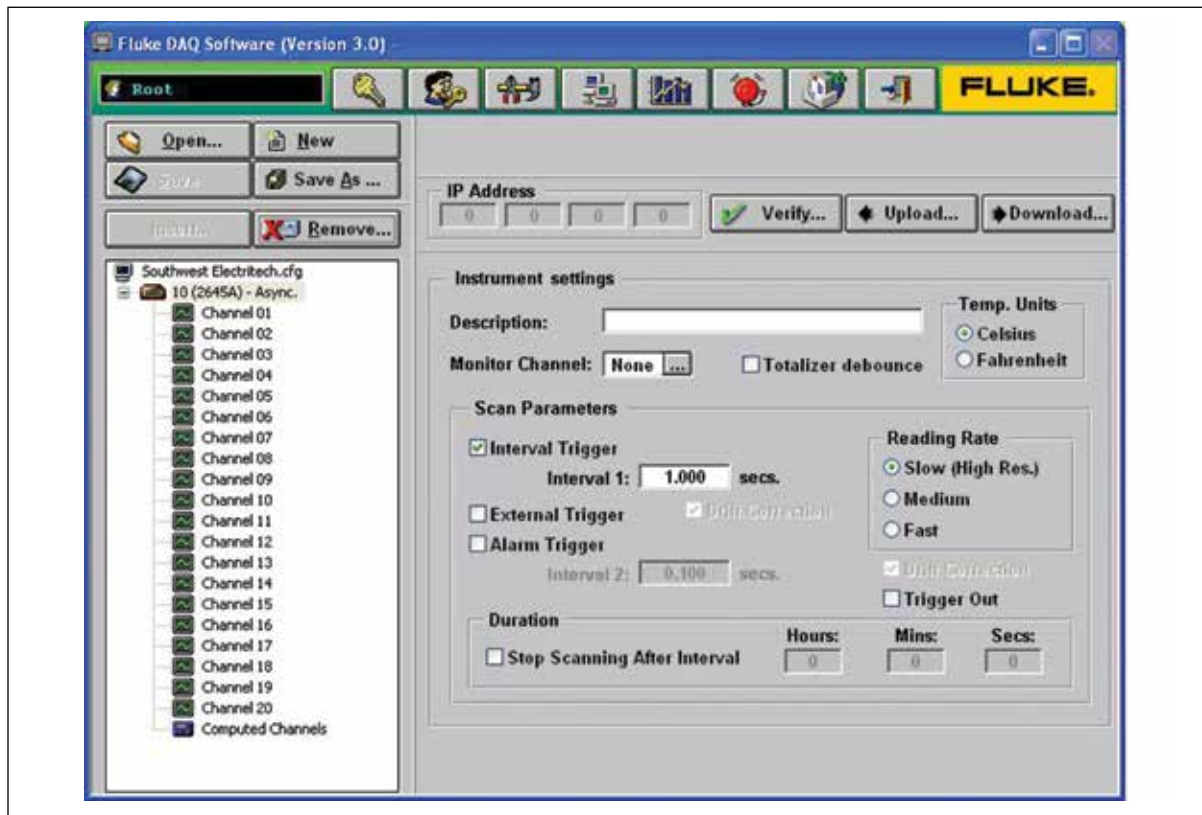 Fluke DAQ Software (Version 3.0)
Root
FLUKE.
Open...
New
Save
Save As ...
Remove...
IP Address
0 0 0 0
Verify...
Upload...
Download...
Southwest Electritech.cfg
10 (2645A) - Async.
Channel 01
Channel 02
Channel 03
Channel 04
Channel 05
Channel 06
Channel 07
Channel 08
Channel 09
Channel 10
Channel 11
Channel 12
Channel 13
Channel 14
Channel 15
Channel 16
Channel 17
Channel 18
Channel 19
Channel 20
Computed Channels
Instrument settings
Description:
Monitor Channel: None ...
Totalizer debounce
Temp. Units
Celsius
Fahrenheit
Scan Parameters
Interval Trigger
Interval 1: 1.000 secs.
External Trigger
Alarm Trigger
Interval 2: 0.100 secs.
Reading Rate
Slow (High Res.)
Medium
Fast
Trigger Out
Duration
Stop Scanning After Interval
Hours: Mins: Secs:
0 0 0